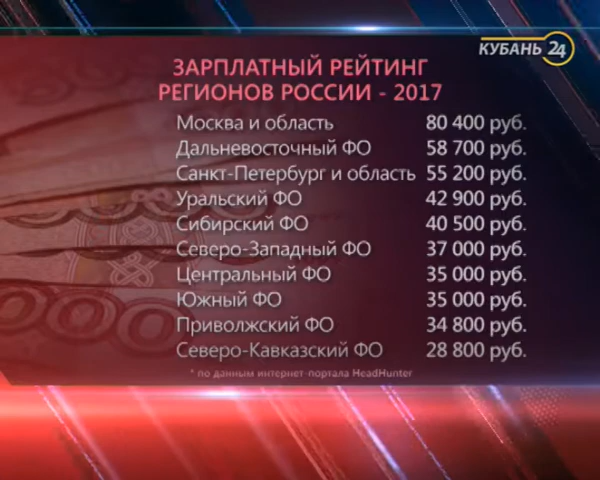 КУБАНЬ 24
ЗАРПЛАТНЫЙ РЕЙТИНГ
РЕГИОНОВ РОССИИ - 2017
Москва и область 80 400 руб.
Дальневосточный ФО 58 700 руб.
Санкт-Петербург и область 55 200 руб.
Уральский ФО 42 900 руб.
Сибирский ФО 40 500 руб.
Северо-Западный ФО 37 000 руб.
Центральный ФО 35 000 руб.
Южный ФО 35 000 руб.
Приволжский ФО 34 800 руб.
Северо-Кавказский ФО 28 800 руб.
* по данным интернет-портала HeadHunter